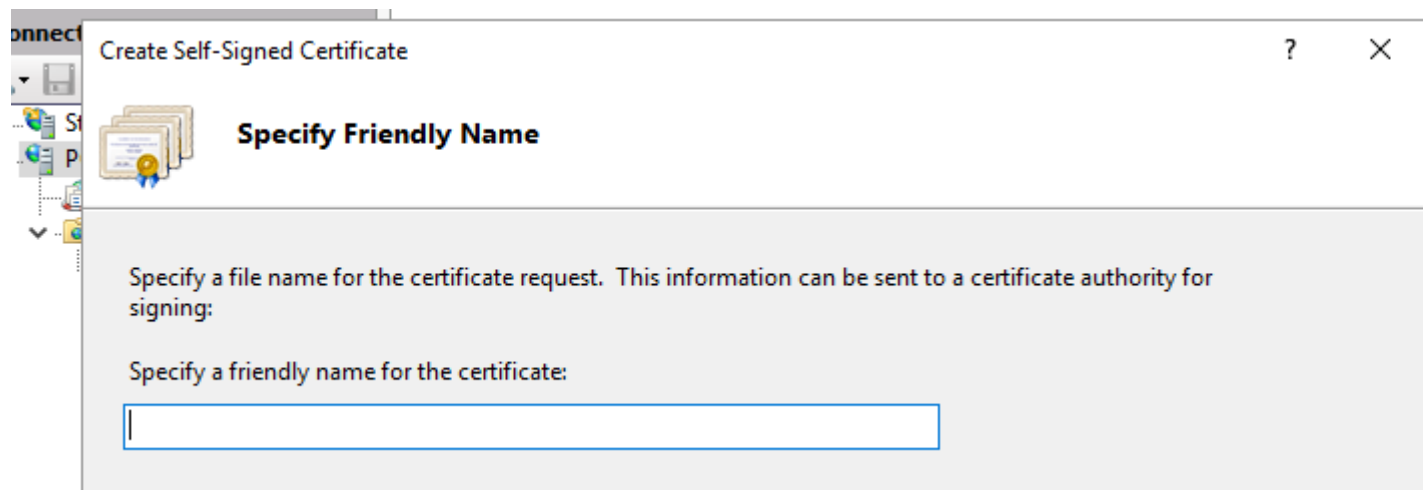 Create Self-Signed Certificate
?
Specify Friendly Name
Specify a file name for the certificate request.  This information can be sent to a certificate authority for
signing:
Specify a friendly name for the certificate: